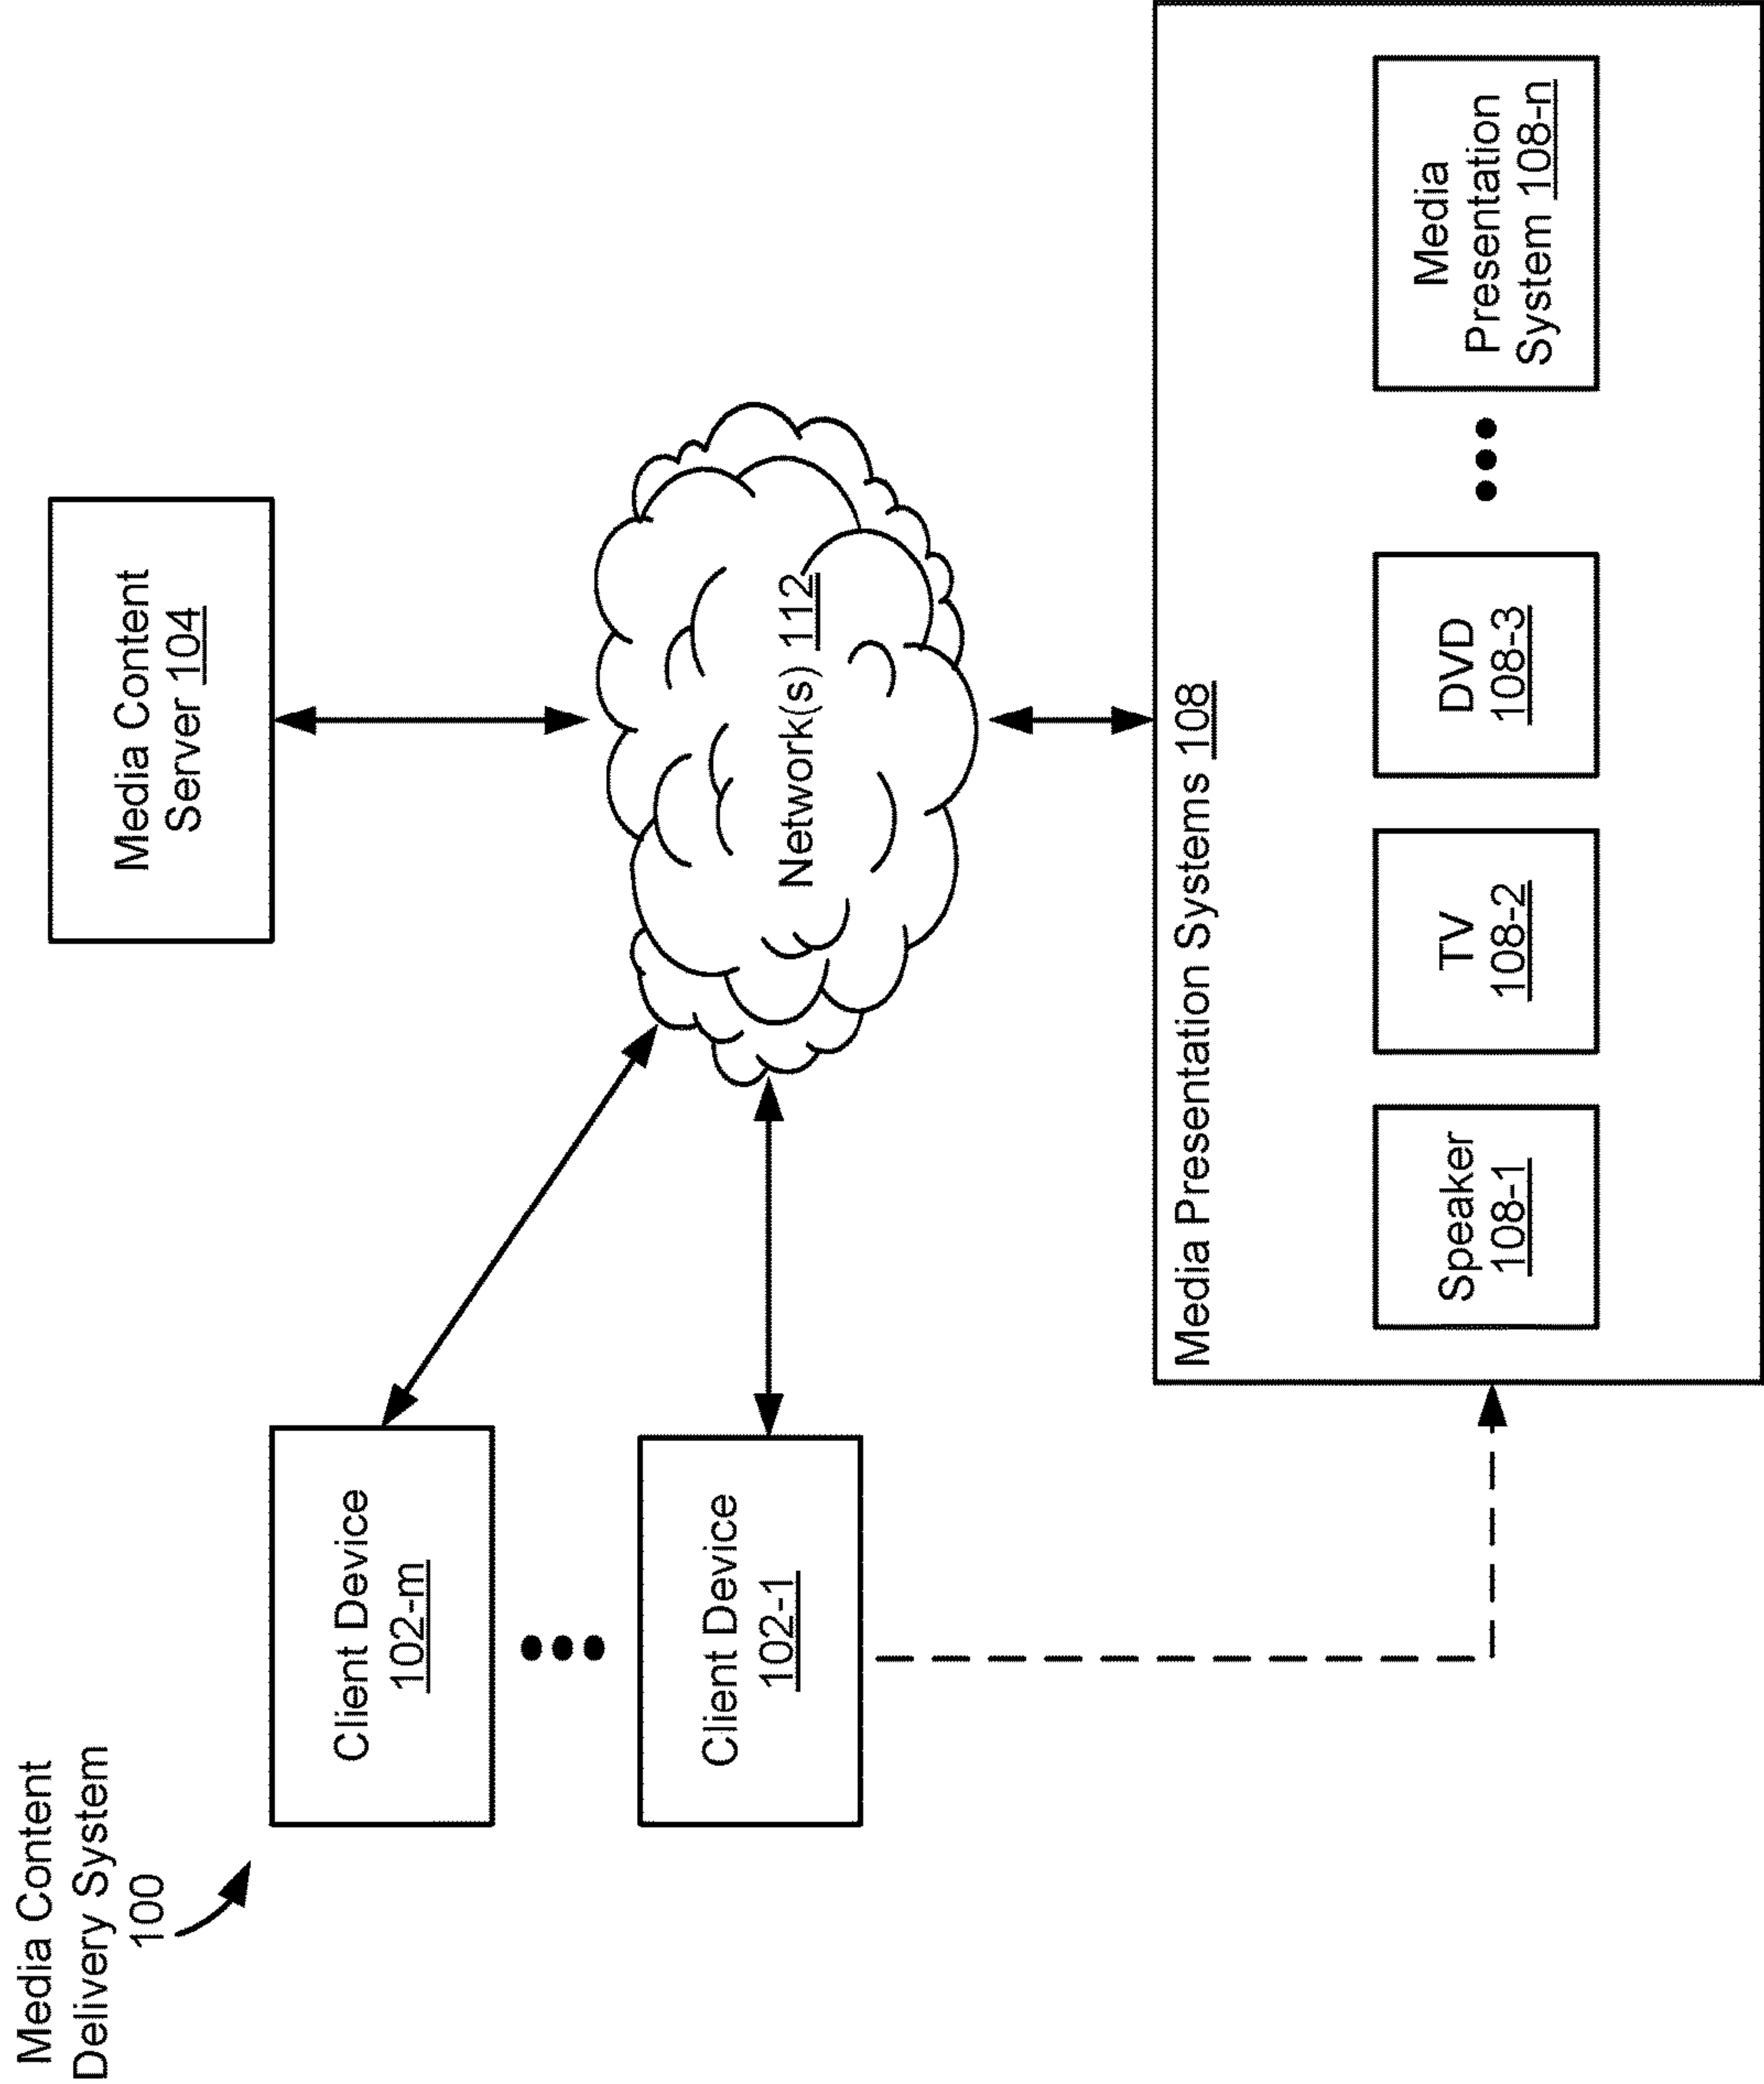 Media Content
Delivery System
100
Media Content
Server 104
Client Device
102-m
Client Device
102-1
Network(s) 112
Media Presentation Systems 108
Speaker
108-1
TV
108-2
DVD
108-3
Media
Presentation
System 108-n